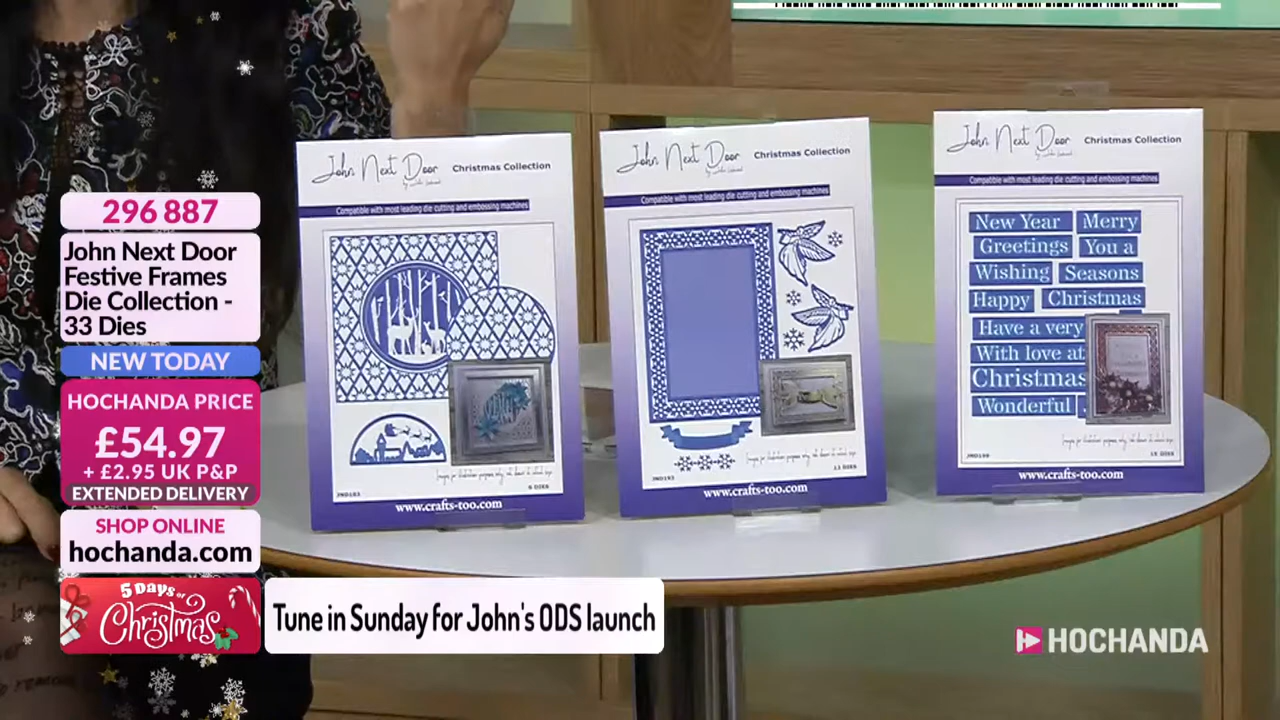 296 887
John Next Door
Festive Frames
Die Collection -
33 Dies
NEW TODAY
HOCHANDA PRICE
£54.97
+ £2.95 UK P&P
EXTENDED DELIVERY
SHOP ONLINE
hochanda.com
5 Days of
Christmas
Tune in Sunday for John's ODS launch
HOCHANDA
John Next Door
Christmas Collection
Compatible with most leading die cutting and embossing machines
6 DIES
www.crafts-too.com
John Next Door
Christmas Collection
Compatible with most leading die cutting and embossing machines
www.crafts-too.com
John Next Door
Christmas Collection
Compatible with most leading die cutting and embossing machines
New Year Merry
Greetings You a
Wishing Seasons
Happy Christmas
Have a very
With love at
Christmas
Wonderful
15 DIES
www.crafts-too.com